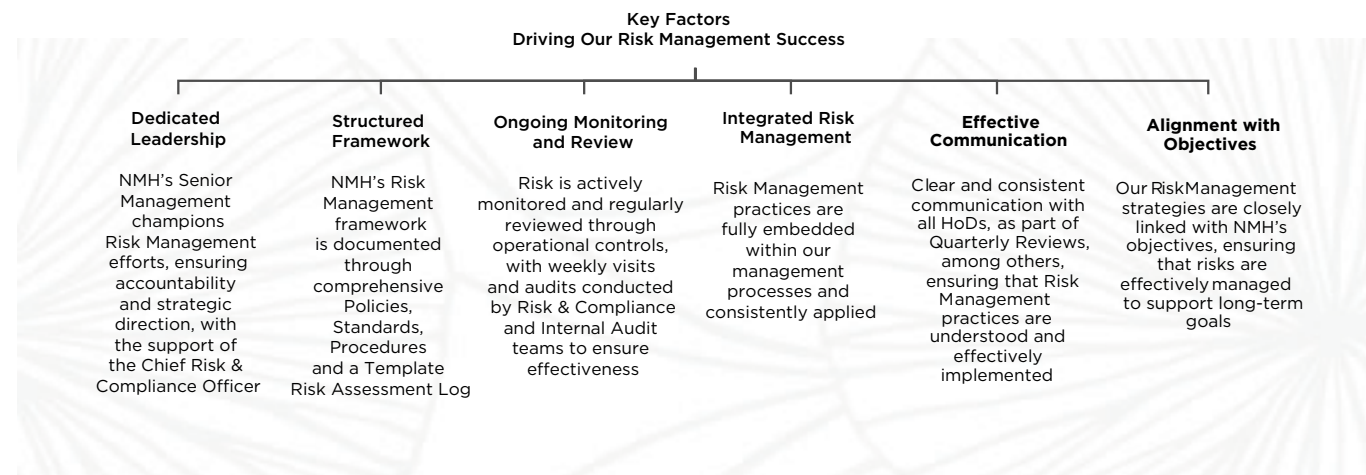 Key Factors
Driving Our Risk Management Success
Dedicated
Leadership
NMH's Senior
Management
champions
Risk Management
efforts, ensuring
accountability
and strategic
direction, with
the support of
the Chief Risk &
Compliance Officer
Structured
Framework
NMH's Risk
Management
framework
is documented
through
comprehensive
Policies,
Standards,
Procedures
and a Template
Risk Assessment Log
Ongoing Monitoring
and Review
Risk is actively
monitored and regularly
reviewed through
operational controls,
with weekly visits
and audits conducted
by Risk & Compliance
and Internal Audit
teams to ensure
effectiveness
Integrated Risk
Management
Risk Management
practices are
fully embedded
within our
management
processes and
consistently applied
Effective
Communication
Clear and consistent
communication with
all HoDs, as part of
Quarterly Reviews,
among others,
ensuring that Risk
Management
practices are
understood and
effectively
implemented
Alignment with
Objectives
Our Risk Management
strategies are closely
linked with NMH's
objectives, ensuring
that risks are
effectively managed
to support long-term
goals